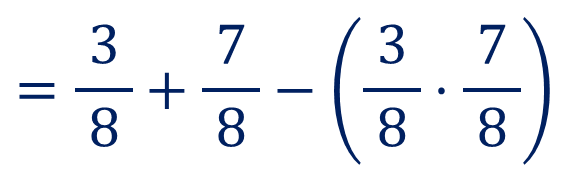 = 3/8 + 7/8 − (3/8 · 7/8)